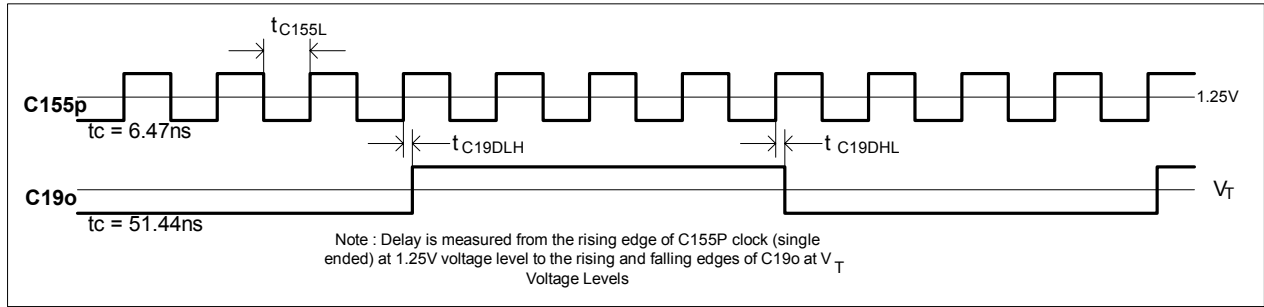 tC155L
C155p
1.25V
tc = 6.47ns
tC19DLH
tC19DHL
C19o
VT
tc = 51.44ns
Note : Delay is measured from the rising edge of C155P clock (single
ended) at 1.25V voltage level to the rising and falling edges of C19o at VT
Voltage Levels